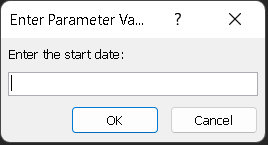 Enter Parameter Va... ?
Enter the start date:
OK Cancel